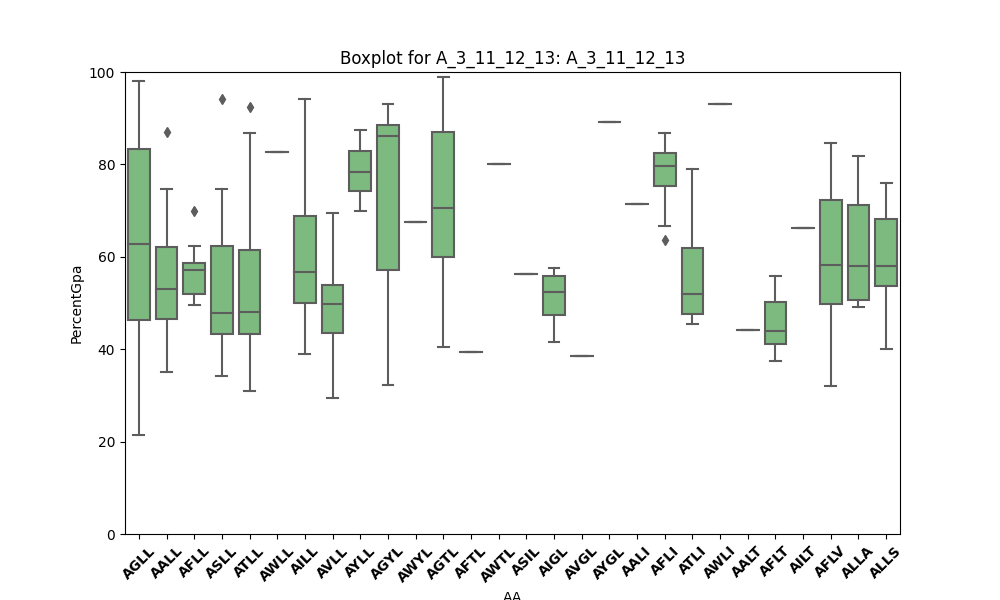 Boxplot for A_3_11_12_13: A_3_11_12_13
100
80
60
40
20
0
PercentGpa
AGLL AALL AFLL ASLL ATLL AWLL AILL AVLL AYLL AGYL AWYL AGTL AFTL AWTL ASIL AIGL AVGL AYGL AALI AFLI ATLI AWLI AALT AFLT AILT AFLV ALLA ALLS
AA